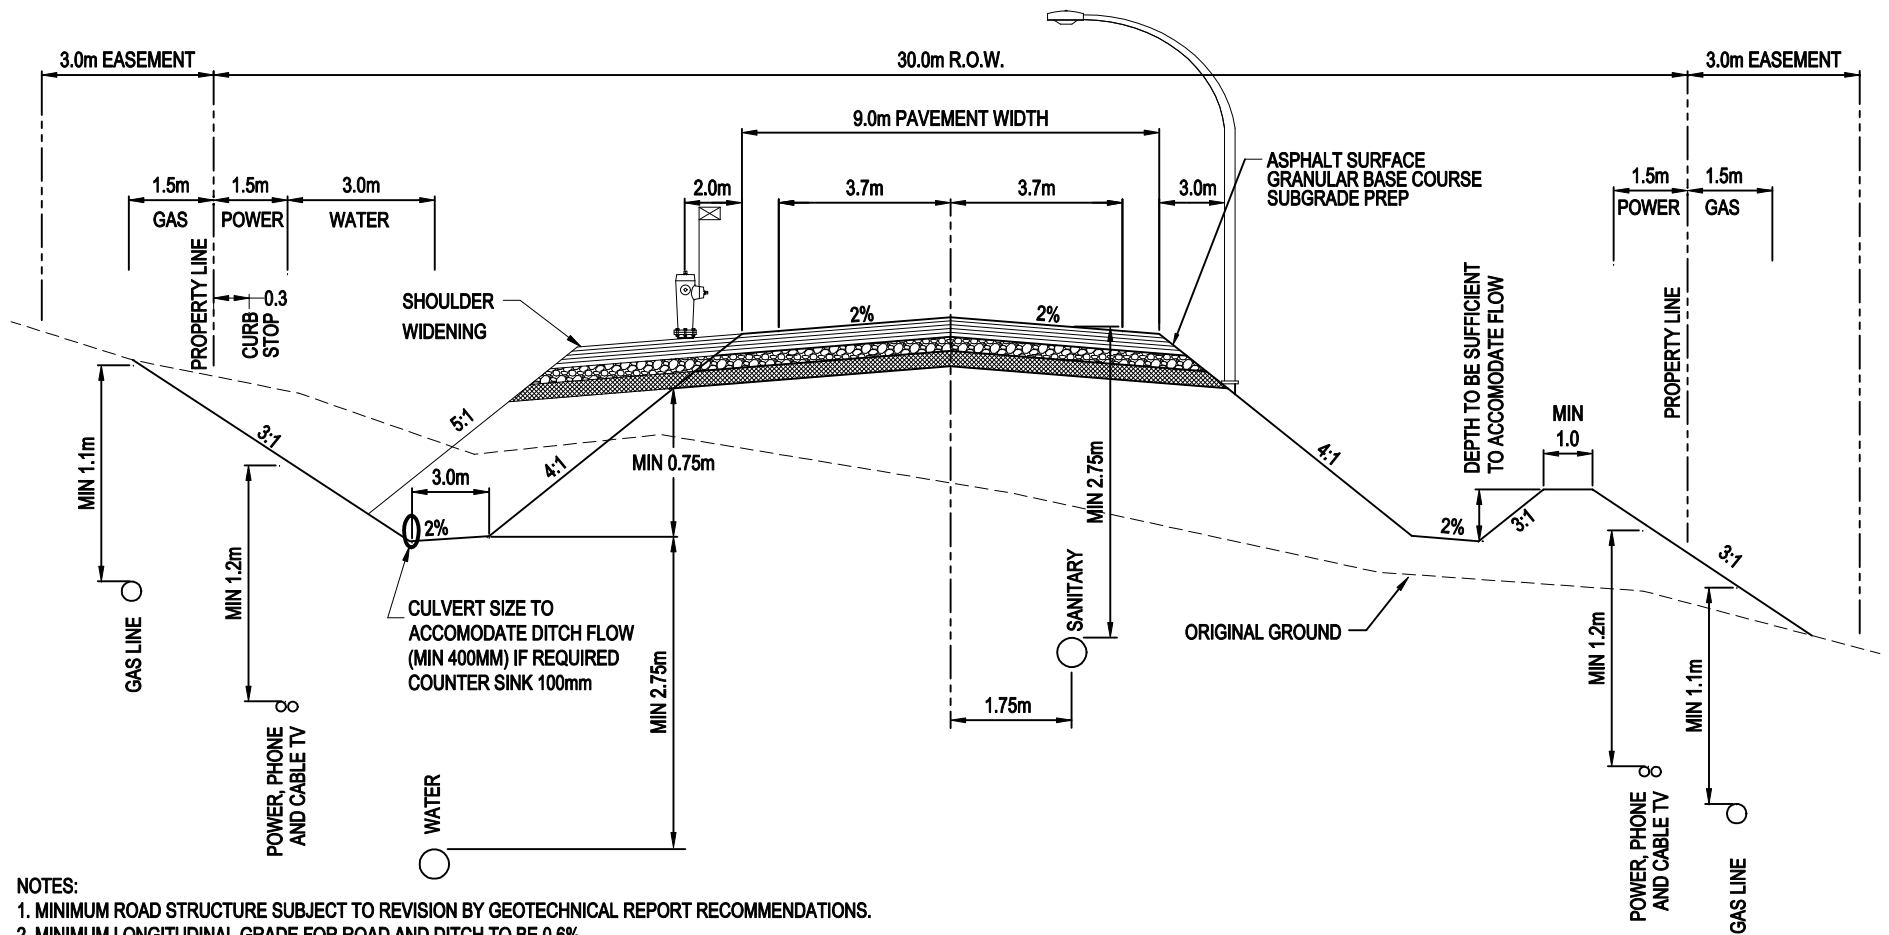 3.0m EASEMENT
30.0m R.O.W.
3.0m EASEMENT
9.0m PAVEMENT WIDTH
1.5m
GAS
1.5m
POWER
3.0m
WATER
2.0m
3.7m
3.7m
3.0m
ASPHALT SURFACE
GRANULAR BASE COURSE
SUBGRADE PREP
1.5m
POWER
1.5m
GAS
PROPERTY LINE
0.3
CURB
STOP
SHOULDER
WIDENING
2%
2%
DEPTH TO BE SUFFICIENT
TO ACCOMODATE FLOW
PROPERTY LINE
MIN
1.0
MIN 1.1m
3:1
5:1
4:1
MIN 0.75m
3.0m
2%
MIN 2.75m
4:1
2%
3:1
3:1
MIN 1.2m
GAS LINE
CULVERT SIZE TO
ACCOMODATE DITCH FLOW
(MIN 400MM) IF REQUIRED
COUNTER SINK 100mm
MIN 2.75m
SANITARY
ORIGINAL GROUND
MIN 1.2m
MIN 1.1m
1.75m
POWER, PHONE
AND CABLE TV
WATER
POWER, PHONE
AND CABLE TV
GAS LINE
NOTES:
1. MINIMUM ROAD STRUCTURE SUBJECT TO REVISION BY GEOTECHNICAL REPORT RECOMMENDATIONS.
2. MINIMUM LONGITUDINAL GRADE FOR ROAD AND DITCH TO BE 0.6%